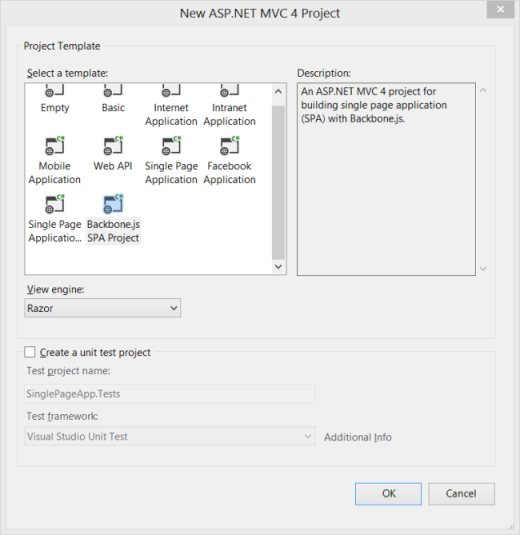 New ASP.NET MVC 4 Project
Project Template
Select a template:
Description:
Empty
Basic
Internet
Application
Intranet
Application
Mobile
Application
Web API
Single Page
Application
Facebook
Application
Single Page
Applicatio...
Backbone.js
SPA Project
An ASP.NET MVC 4 project for
building single page application
(SPA) with Backbone.js.
View engine:
Razor
Create a unit test project
Test project name:
SinglePageApp.Tests
Test framework:
Visual Studio Unit Test
Additional Info
OK
Cancel